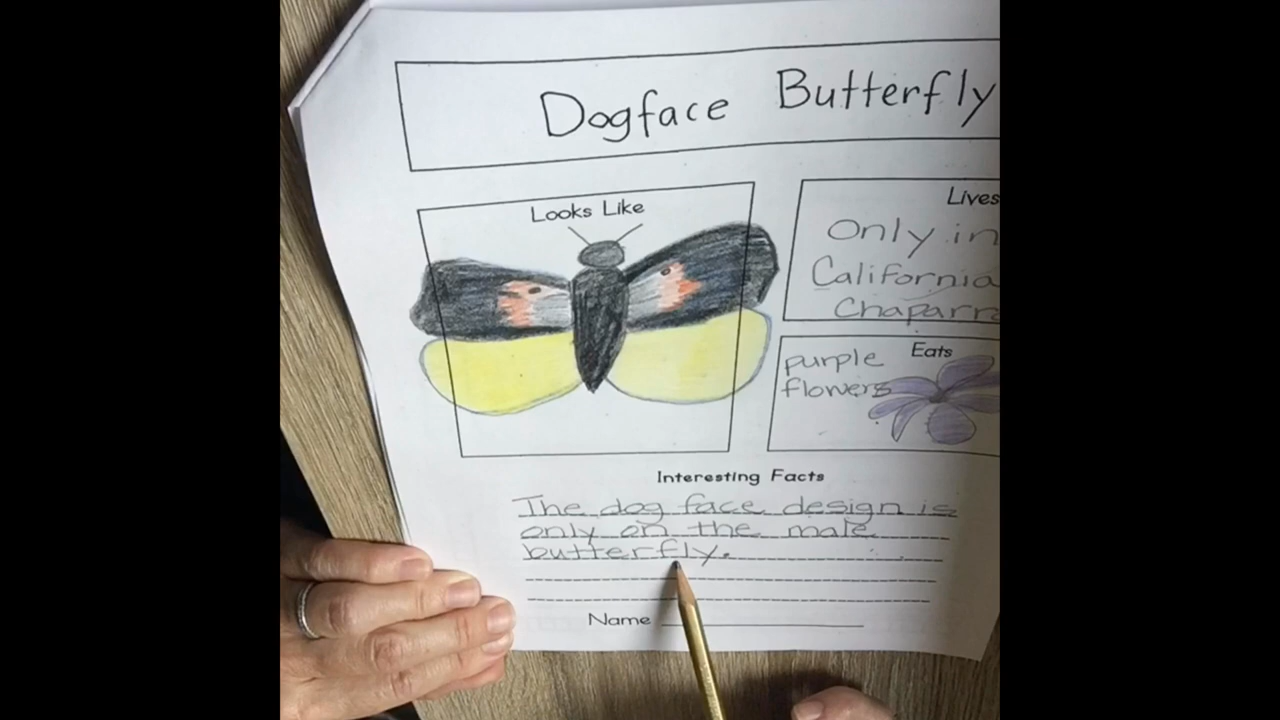 Dogface Butterfly
Looks Like
Lives
Only in
California
Chaparr
Eats
purple
flowers
Interesting Facts
The dog face design is
only on the male
butterfly.
Name